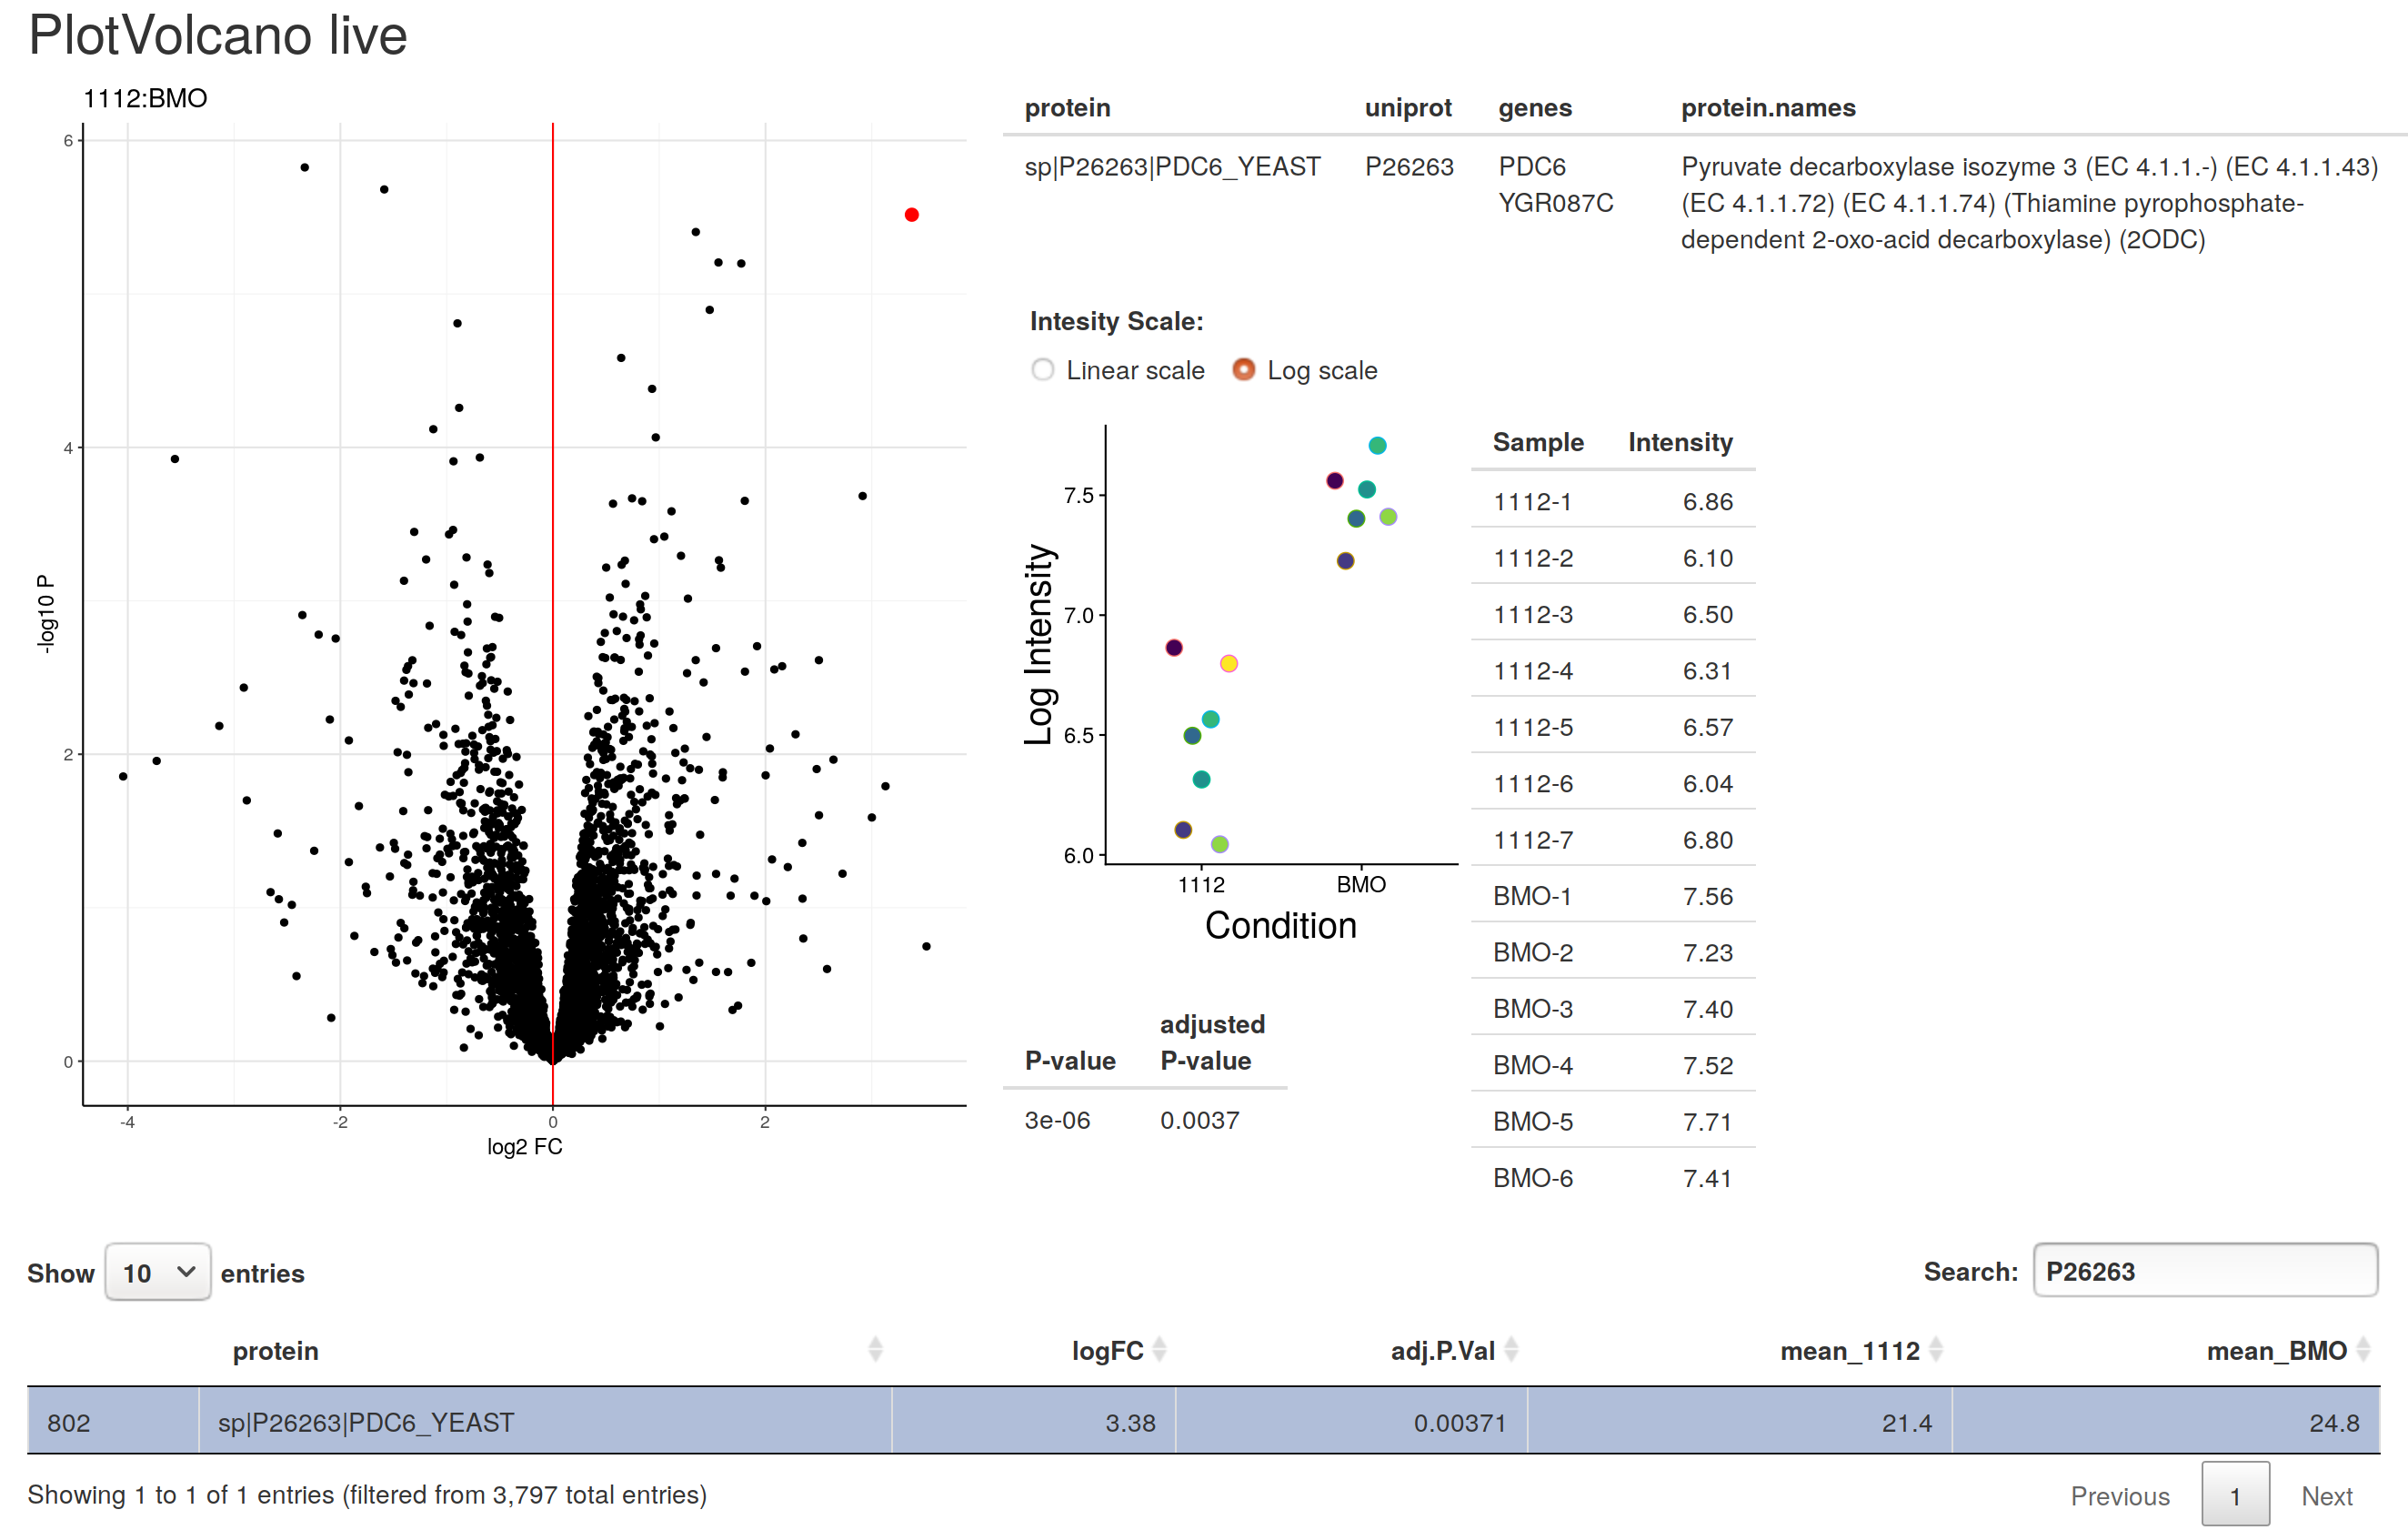 PlotVolcano live
1112:BMO
6
4
2
0
-log10 P
-4 -2 0 2
log2 FC
protein uniprot genes protein.names
sp|P26263|PDC6_YEAST P26263 PDC6 Pyruvate decarboxylase isozyme 3 (EC 4.1.1.-) (EC 4.1.1.43)
YGR087C (EC 4.1.1.72) (EC 4.1.1.74) (Thiamine pyrophosphate-
dependent 2-oxo-acid decarboxylase) (2ODC)
Intesity Scale:
Linear scale Log scale
7.5
7.0
6.5
6.0
Log Intensity
1112 BMO
Condition
Sample Intensity
1112-1 6.86
1112-2 6.10
1112-3 6.50
1112-4 6.31
1112-5 6.57
1112-6 6.04
1112-7 6.80
BMO-1 7.56
BMO-2 7.23
BMO-3 7.40
BMO-4 7.52
BMO-5 7.71
BMO-6 7.41
adjusted
P-value P-value
3e-06 0.0037
Show 10 entries
Search: P26263
protein logFC adj.P.Val mean_1112 mean_BMO
802 sp|P26263|PDC6_YEAST 3.38 0.00371 21.4 24.8
Showing 1 to 1 of 1 entries (filtered from 3,797 total entries)
Previous 1 Next